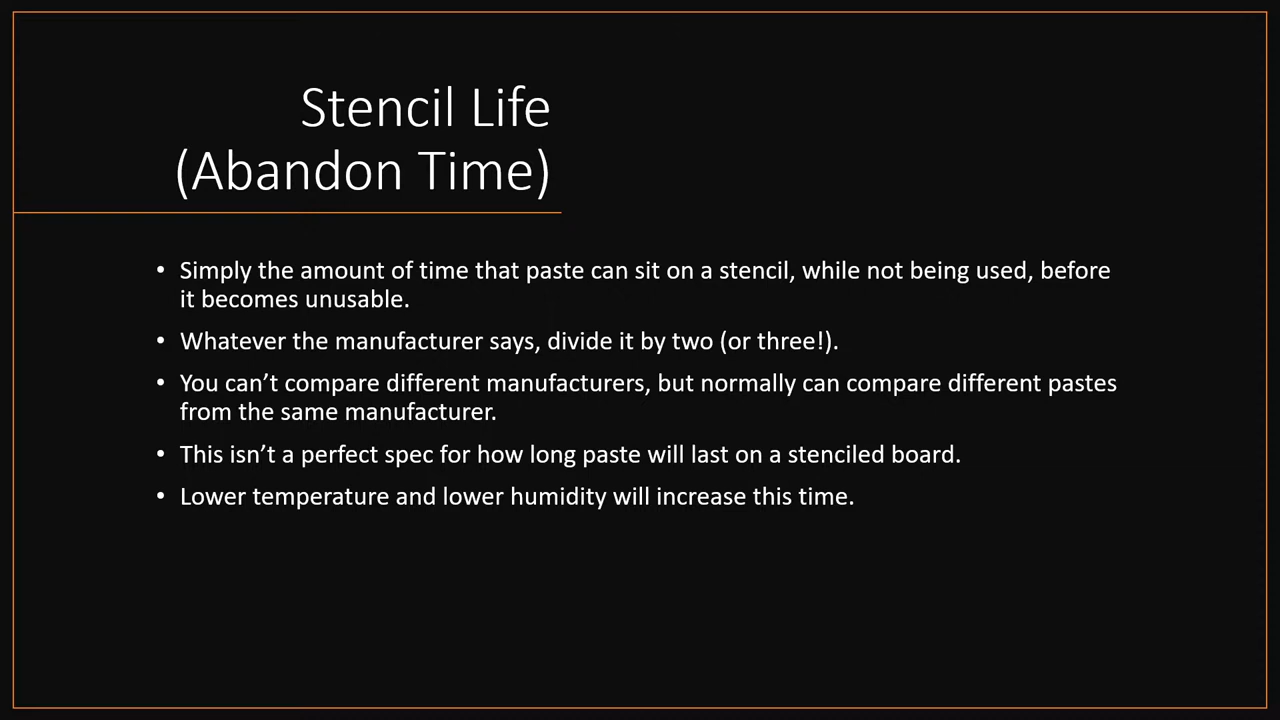 Stencil Life
(Abandon Time)
• Simply the amount of time that paste can sit on a stencil, while not being used, before
it becomes unusable.
• Whatever the manufacturer says, divide it by two (or three!).
• You can’t compare different manufacturers, but normally can compare different pastes
from the same manufacturer.
• This isn’t a perfect spec for how long paste will last on a stenciled board.
• Lower temperature and lower humidity will increase this time.